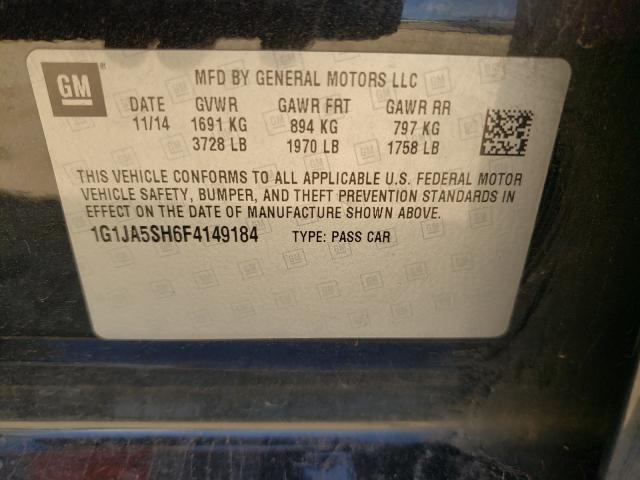 GM
MFD BY GENERAL MOTORS LLC
DATE GVWR GAWR FRT GAWR RR
11/14 1691 KG 894 KG 797 KG
3728 LB 1970 LB 1758 LB
THIS VEHICLE CONFORMS TO ALL APPLICABLE U.S. FEDERAL MOTOR
VEHICLE SAFETY, BUMPER, AND THEFT PREVENTION STANDARDS IN
EFFECT ON THE DATE OF MANUFACTURE SHOWN ABOVE.
1G1JA5SH6F4149184 TYPE: PASS CAR